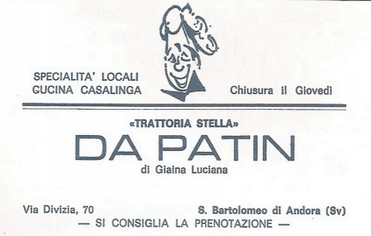 SPECIALITA' LOCALI
CUCINA CASALINGA
Chiusura il Giovedì
«TRATTORIA STELLA»
DA PATIN
di Glaina Luciana
Via Divizia, 70
S. Bartolomeo di Andora (Sv)
— SI CONSIGLIA LA PRENOTAZIONE —